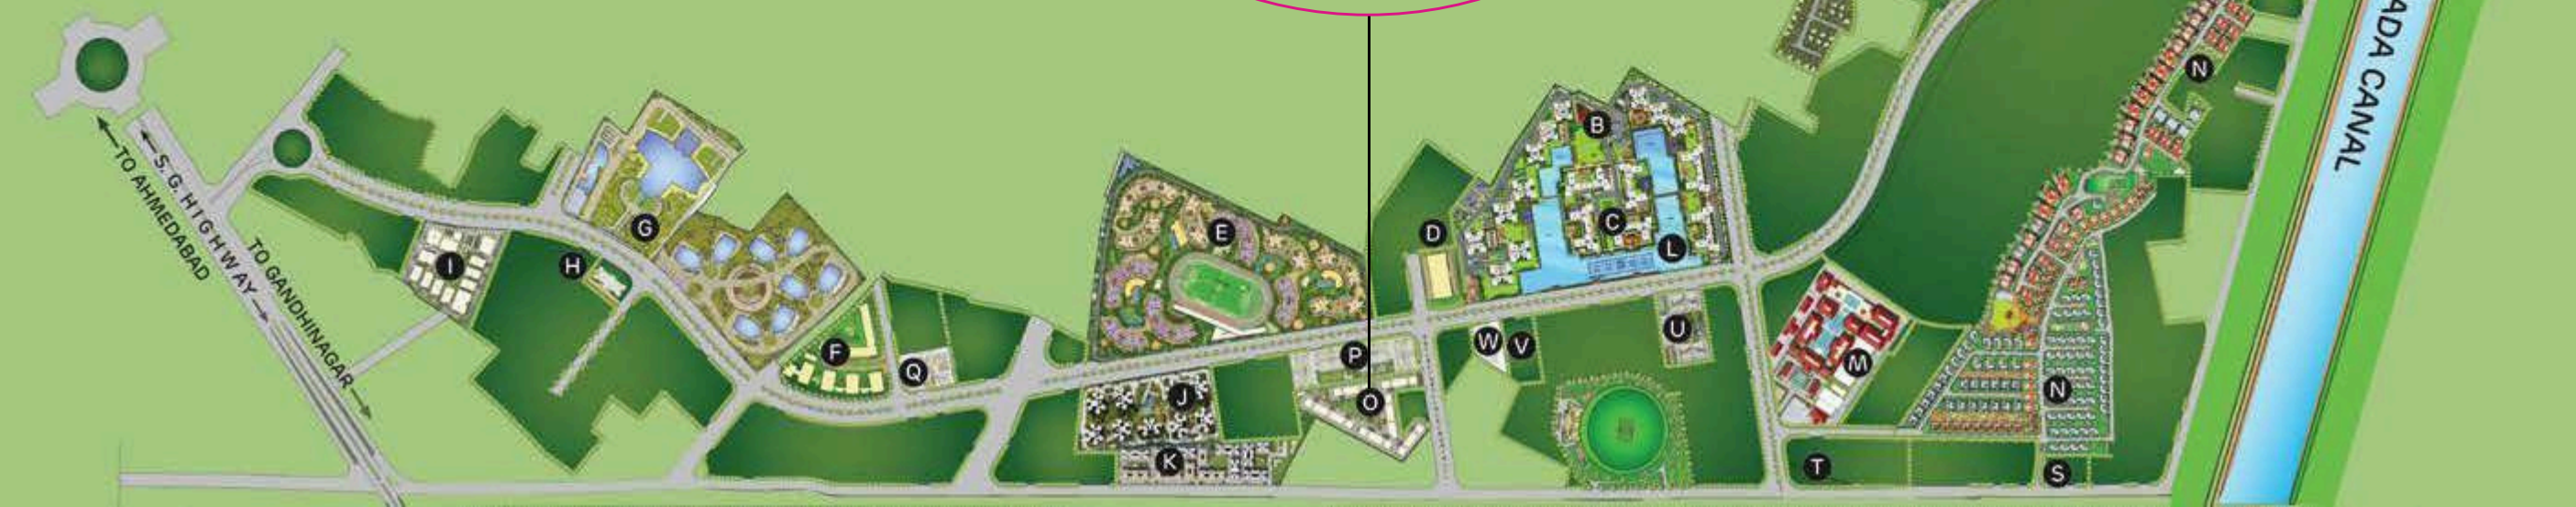 TO AHMEDABAD
S. G. HIGHWAY
TO GANDHINAGAR
I
H
G
F
Q
E
J
K
P
O
D
B
C
L
W
V
U
M
T
N
N
S
ADA CANAL